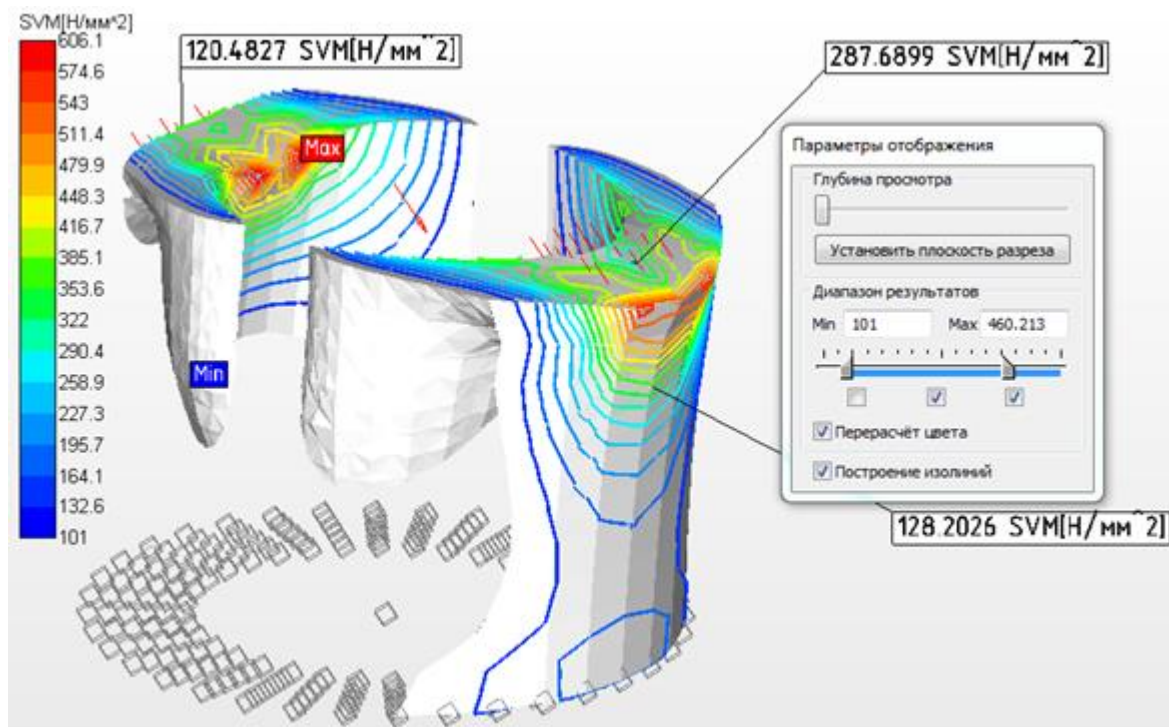 SVM[Н/мм^2]
606.1
574.6
543
511.4
479.9
448.3
416.7
385.1
353.6
322
290.4
258.9
227.3
195.7
164.1
132.6
101
120.4827 SVM[Н/мм^2]
287.6899 SVM[Н/мм^2]
Max
Min
Параметры отображения
Глубина просмотра
Установить плоскость разреза
Диапазон результатов
Min 101 Max 460.213
Перерасчёт цвета
Построение изолиний
128.2026 SVM[Н/мм^2]